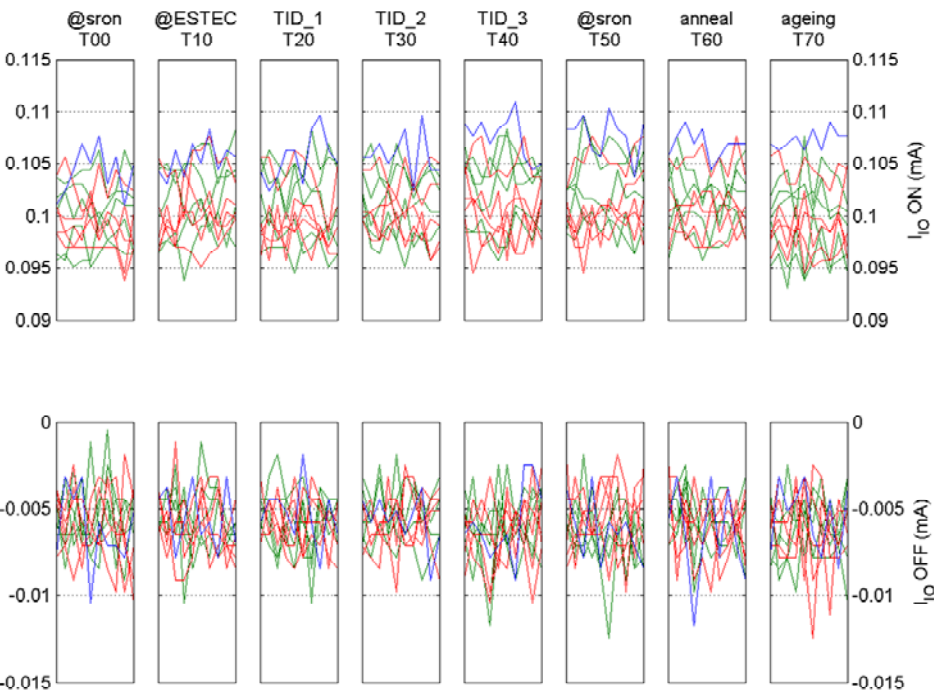 @sron @ESTEC TID_1 TID_2 TID_3 @sron anneal ageing
T00 T10 T20 T30 T40 T50 T60 T70
0.115 0.115
0.11 0.11
0.105 0.105
0.1 0.1
0.095 0.095
0.09 0.09
I_IO ON (mA)
0 0
-0.005 -0.005
-0.01 -0.01
-0.015 -0.015
I_IO OFF (mA)